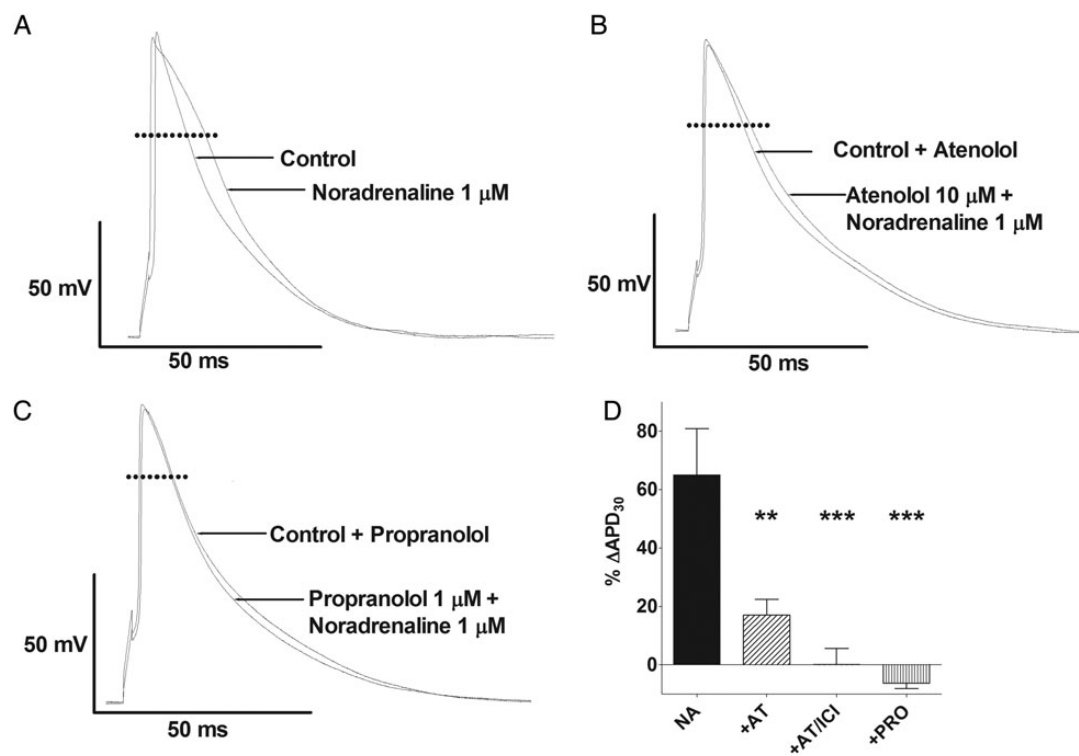 A
Control
Noradrenaline 1 μM
50 mV
50 ms
B
Control + Atenolol
Atenolol 10 μM +
Noradrenaline 1 μM
50 mV
50 ms
C
Control + Propranolol
Propranolol 1 μM +
Noradrenaline 1 μM
50 mV
50 ms
D
% ΔAPD30
80
60
40
20
0
** *** ***
NA
+AT
+AT/ICI
+PRO